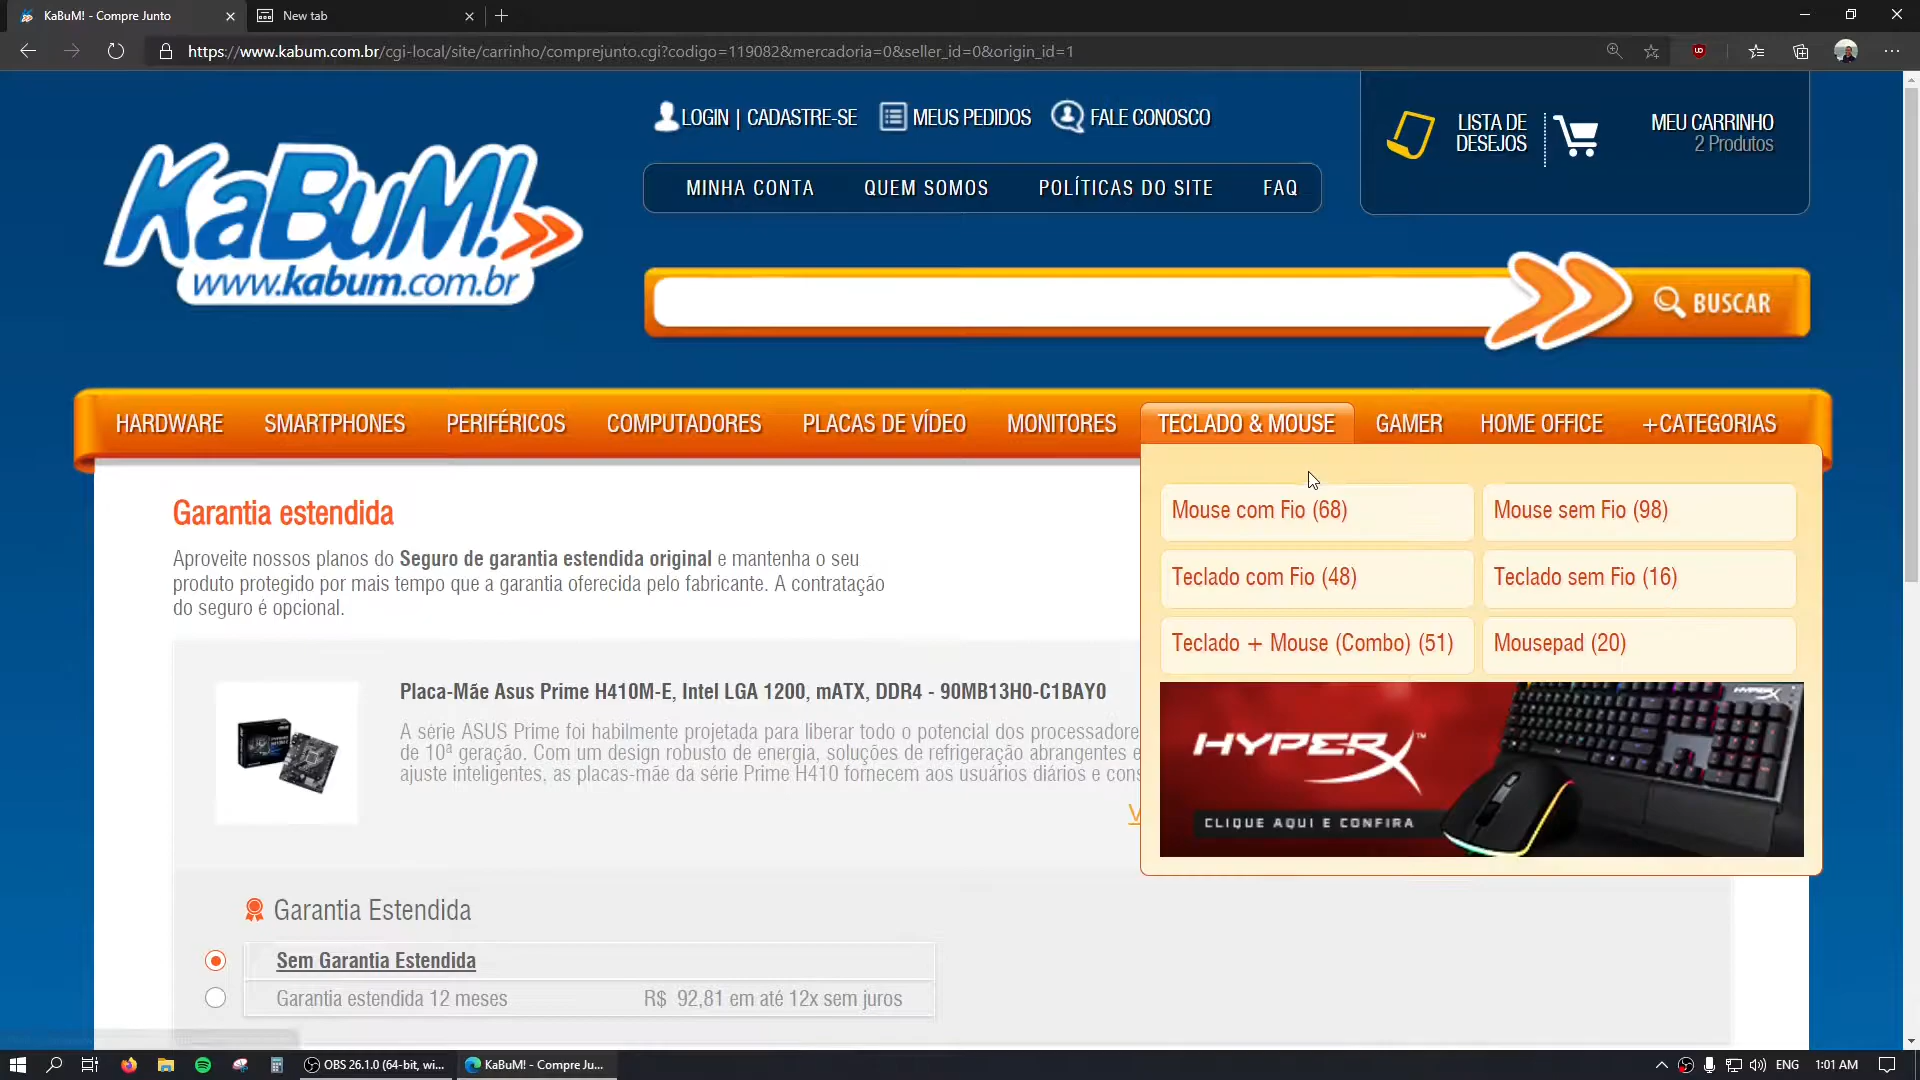 KaBuM! - Compre Junto
New tab
https://www.kabum.com.br/cgi-local/site/carrinho/comprejunto.cgi?codigo=119082&mercadoria=0&seller_id=0&origin_id=1
LOGIN | CADASTRE-SE
MEUS PEDIDOS
FALE CONOSCO
LISTA DE
DESEJOS
MEU CARRINHO
2 Produtos
KaBuM!
www.kabum.com.br
MINHA CONTA
QUEM SOMOS
POLÍTICAS DO SITE
FAQ
BUSCAR
HARDWARE
SMARTPHONES
PERIFÉRICOS
COMPUTADORES
PLACAS DE VÍDEO
MONITORES
TECLADO & MOUSE
GAMER
HOME OFFICE
+CATEGORIAS
Mouse com Fio (68)
Mouse sem Fio (98)
Teclado com Fio (48)
Teclado sem Fio (16)
Teclado + Mouse (Combo) (51)
Mousepad (20)
HYPERX™
CLIQUE AQUI E CONFIRA
Garantia estendida
Aproveite nossos planos do Seguro de garantia estendida original e mantenha o seu
produto protegido por mais tempo que a garantia oferecida pelo fabricante. A contratação
do seguro é opcional.
Placa-Mãe Asus Prime H410M-E, Intel LGA 1200, mATX, DDR4 - 90MB13H0-C1BAY0
A série ASUS Prime foi habilmente projetada para liberar todo o potencial dos processadores
de 10ª geração. Com um design robusto de energia, soluções de refrigeração abrangentes e
ajuste inteligentes, as placas-mãe da série Prime H410 fornecem aos usuários diários e cons
V
Garantia Estendida
Sem Garantia Estendida
Garantia estendida 12 meses
R$ 92,81 em até 12x sem juros
OBS 26.1.0 (64-bit, wi...
KaBuM! - Compre Ju...
ENG
1:01 AM